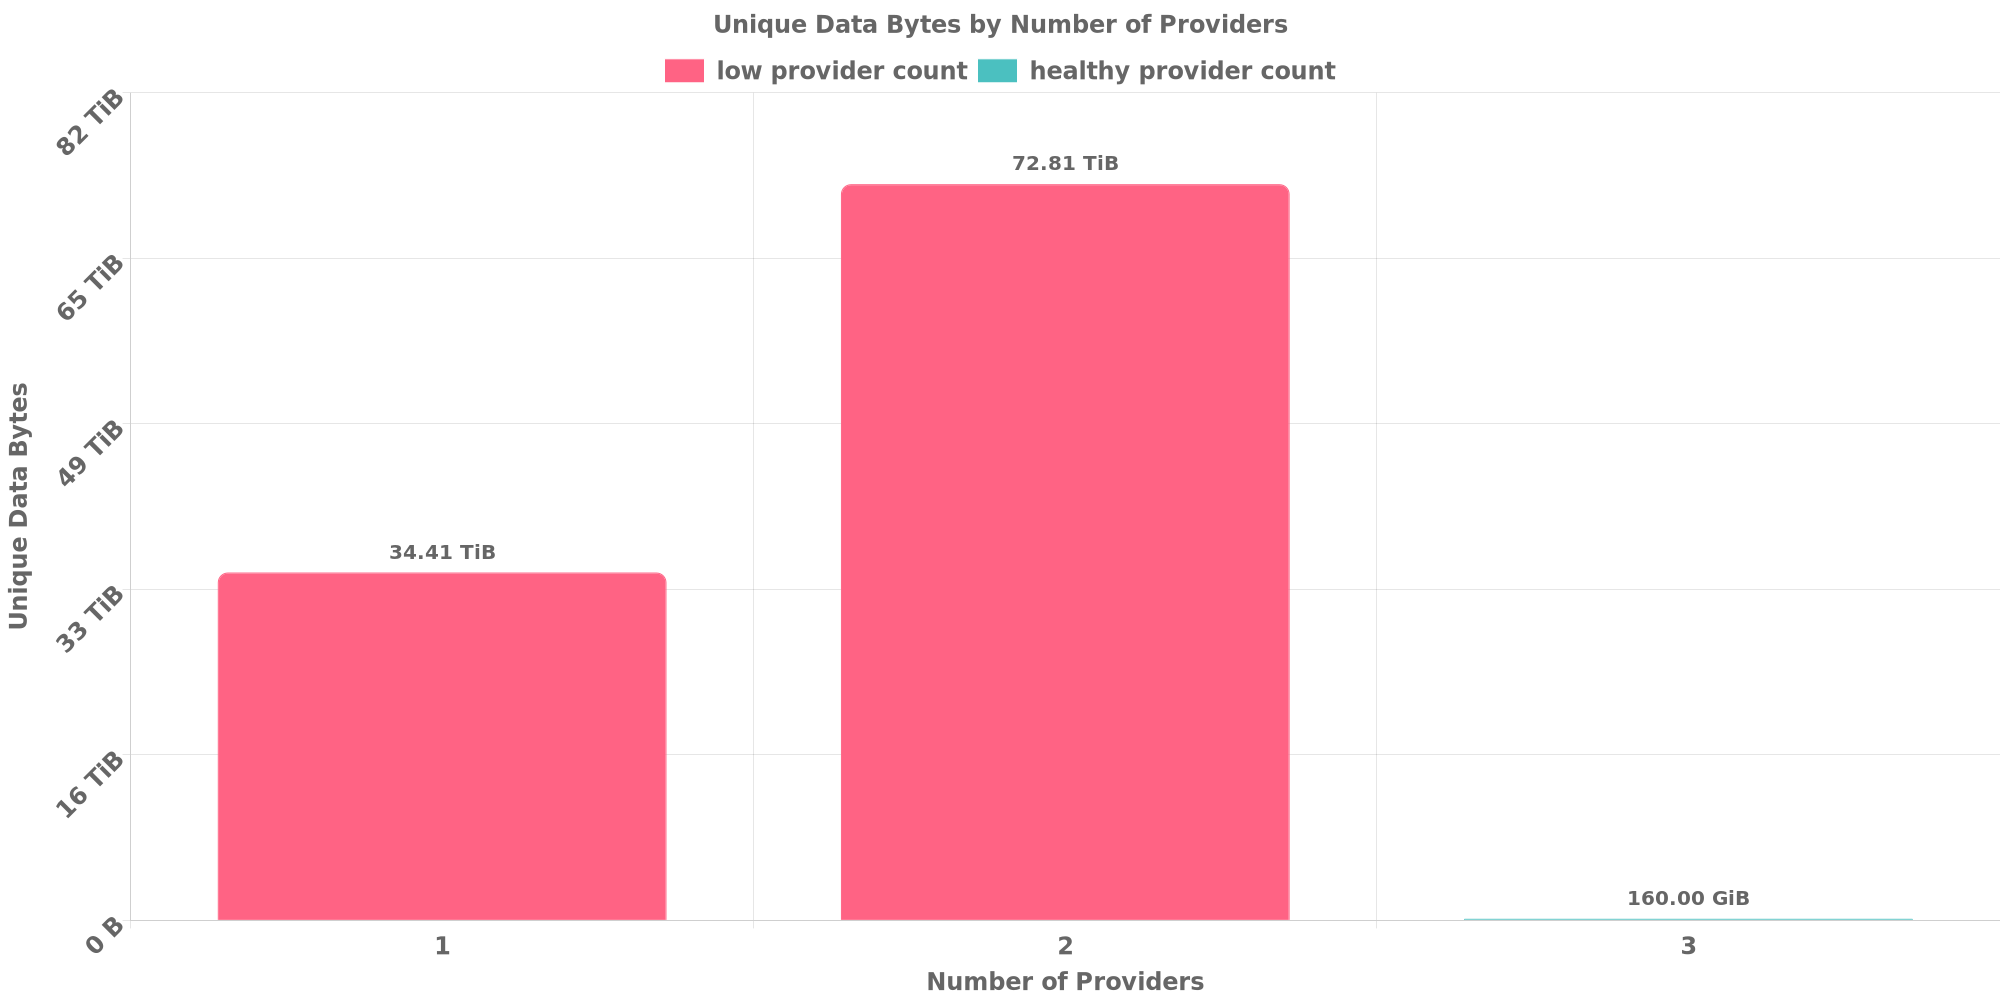 Unique Data Bytes by Number of Providers
low provider count healthy provider count
82 TiB
65 TiB
49 TiB
33 TiB
16 TiB
0 B
Unique Data Bytes
72.81 TiB
34.41 TiB
160.00 GiB
1 2 3
Number of Providers